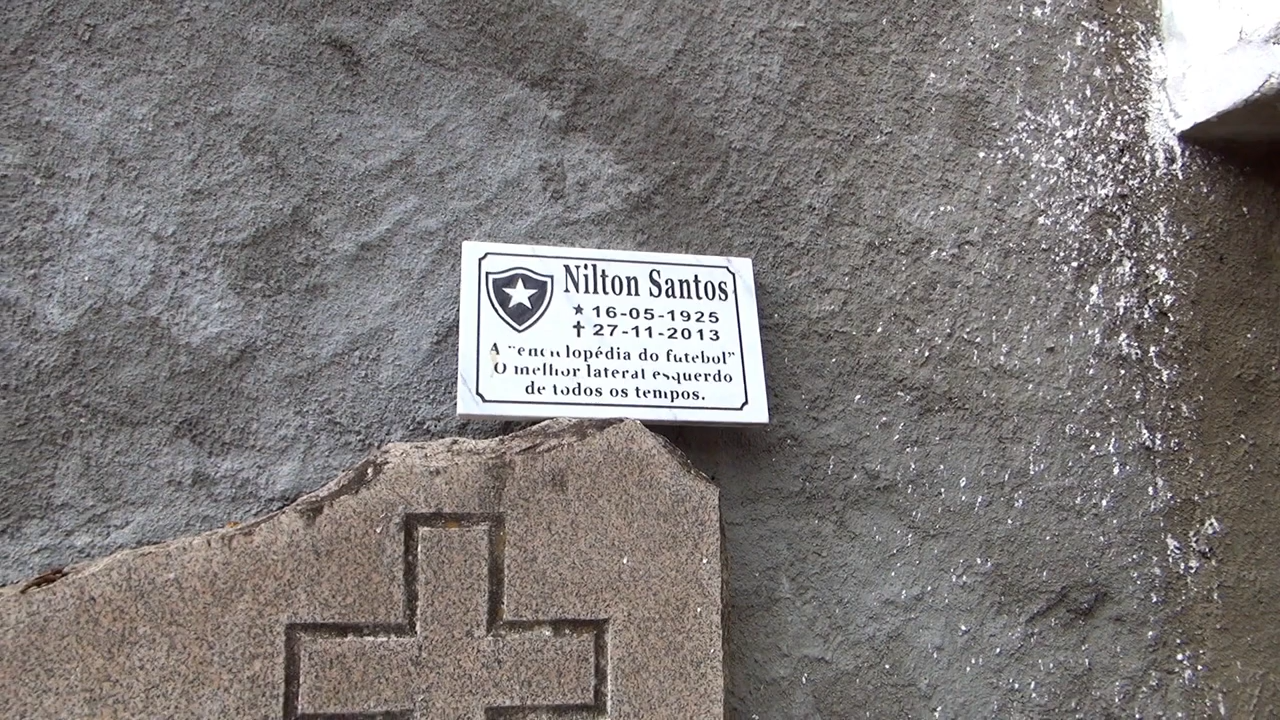 Nilton Santos
★ 16-05-1925
✝ 27-11-2013
A "enciclopédia do futebol"
O melhor lateral esquerdo
de todos os tempos.